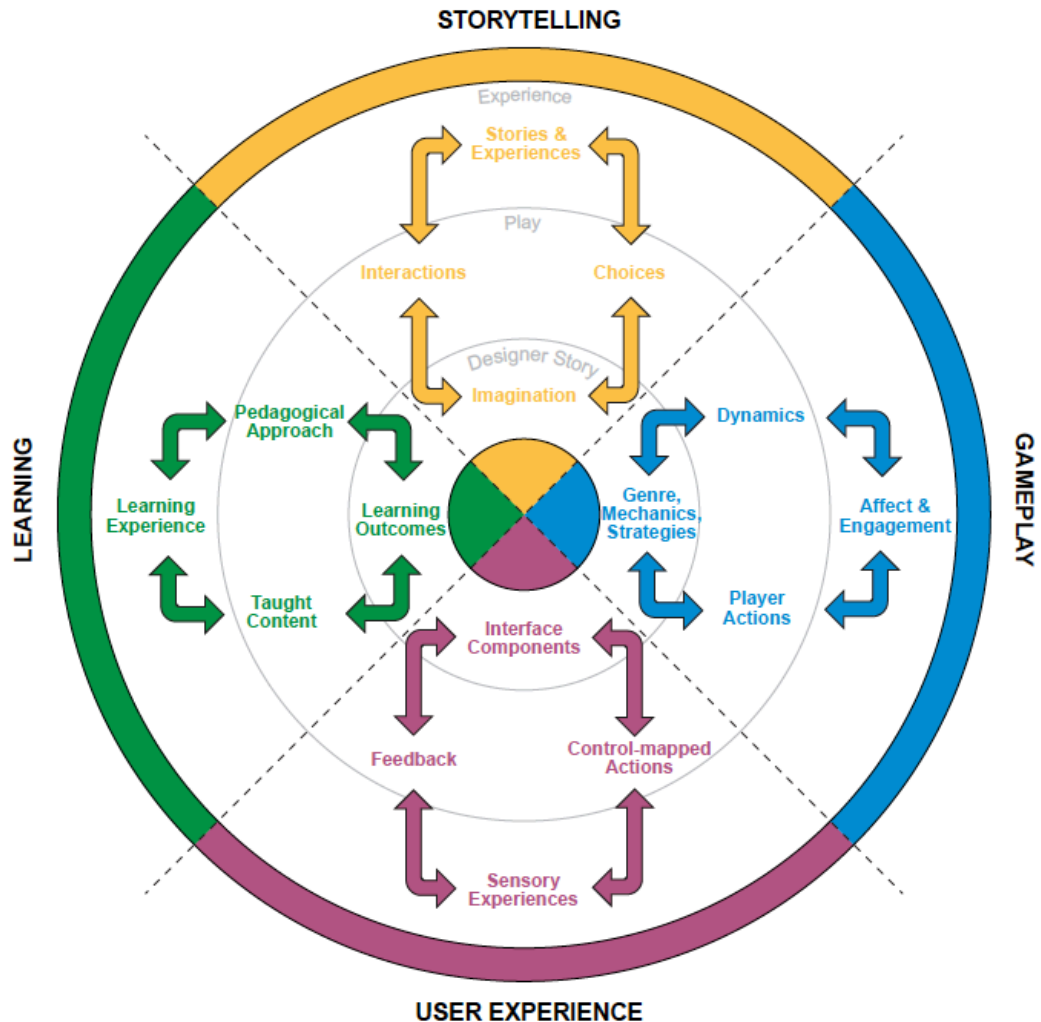 STORYTELLING
Experience
Stories &
Experiences
Play
Interactions
Choices
Designer Story
Imagination
LEARNING
Pedagogical
Approach
Learning
Experience
Learning
Outcomes
Taught
Content
GAMEPLAY
Dynamics
Genre,
Mechanics,
Strategies
Affect &
Engagement
Player
Actions
Interface
Components
Feedback
Control-mapped
Actions
Sensory
Experiences
USER EXPERIENCE